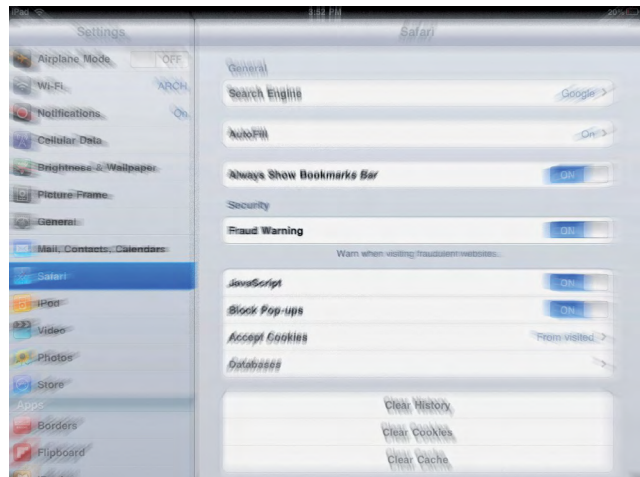 iPad 3:52 PM 20%
Settings
Airplane Mode OFF
Wi-Fi ARCH
Notifications On
Cellular Data
Brightness & Wallpaper
Picture Frame
General
Mail, Contacts, Calendars
Safari
iPod
Video
Photos
Store
Apps
Borders
Flipboard
Safari
General
Search Engine Google
AutoFill On
Always Show Bookmarks Bar ON
Security
Fraud Warning ON
Warn when visiting fraudulent websites.
JavaScript ON
Block Pop-ups ON
Accept Cookies From visited
Databases
Clear History
Clear Cookies
Clear Cache